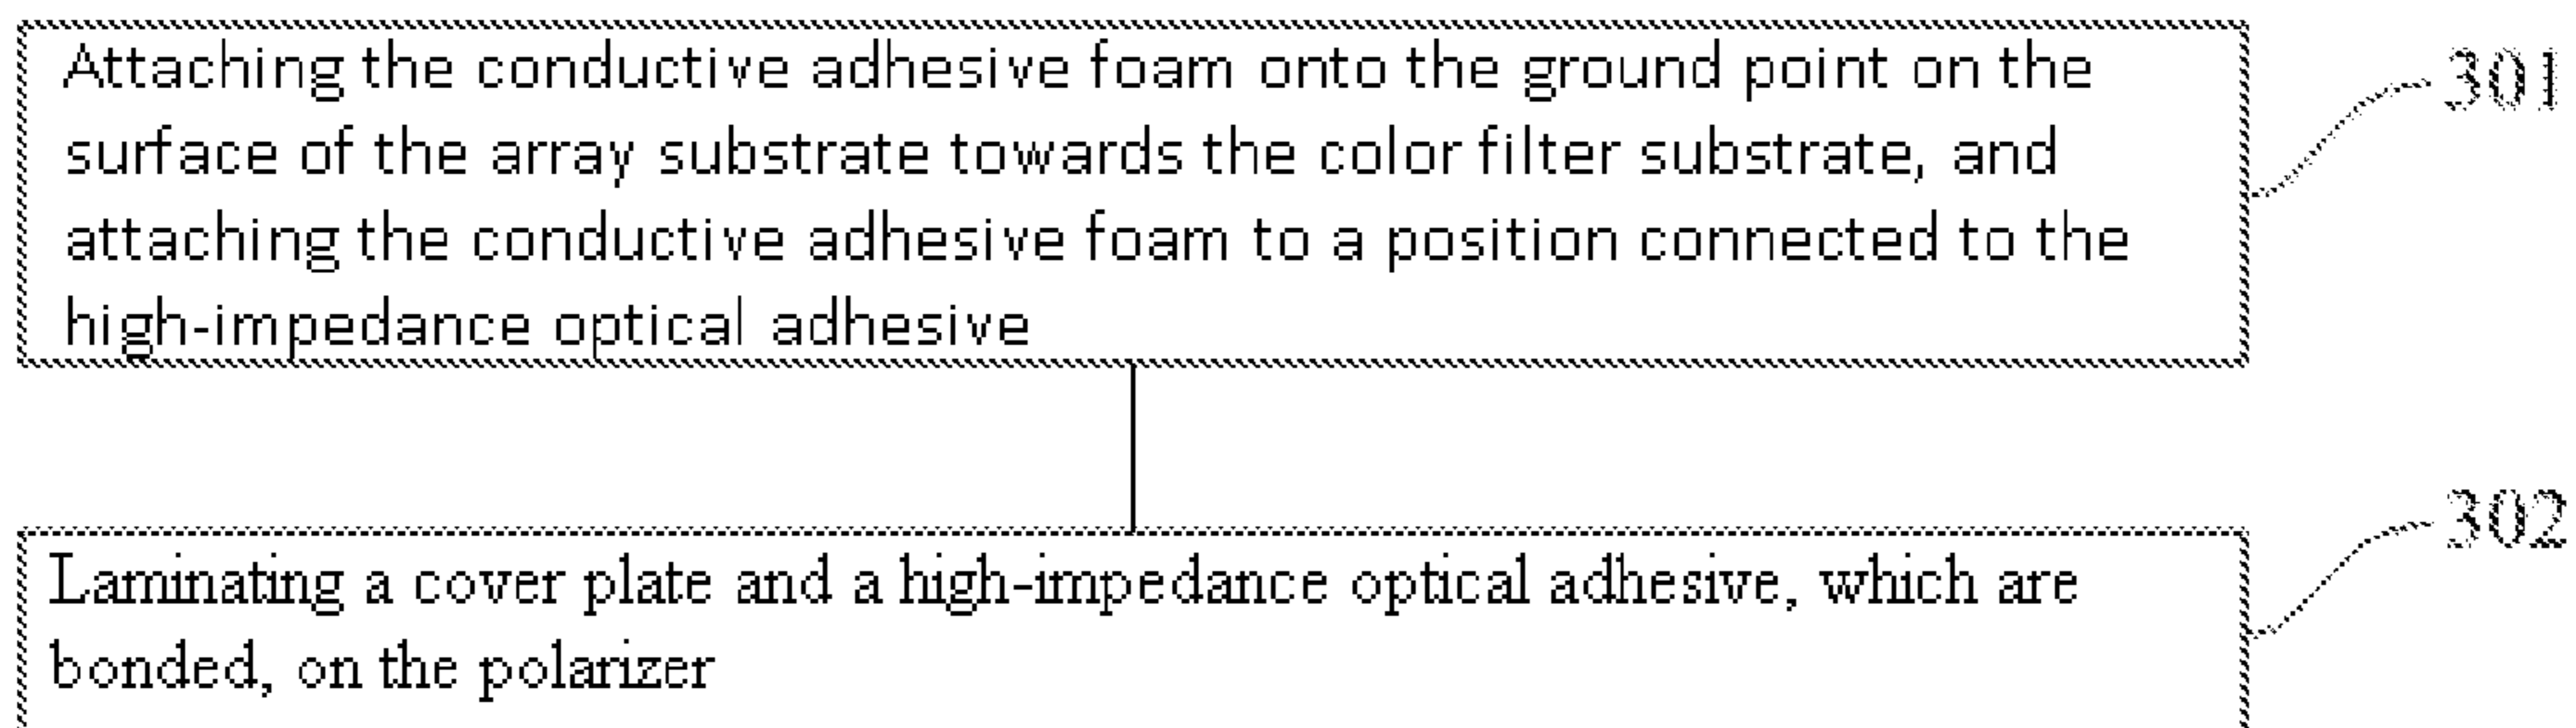 Attaching the conductive adhesive foam onto the ground point on the
surface of the array substrate towards the color filter substrate, and
attaching the conductive adhesive foam to a position connected to the
high-impedance optical adhesive
301
Laminating a cover plate and a high-impedance optical adhesive, which are
bonded, on the polarizer
302